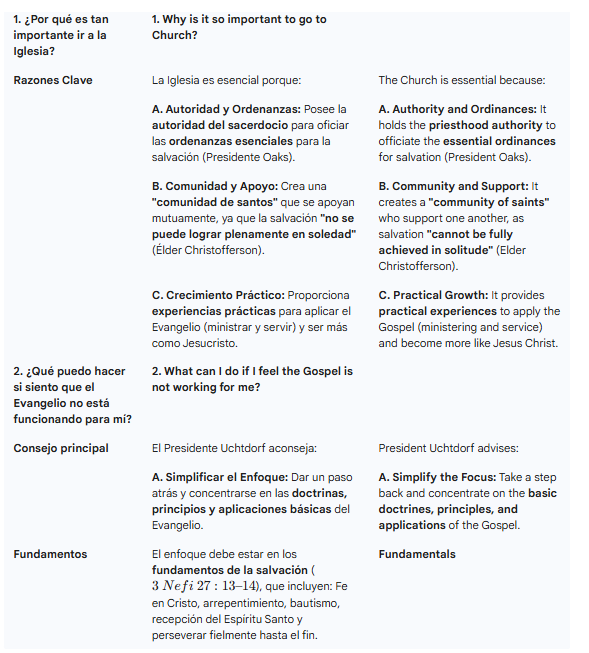 1. ¿Por qué es tan
importante ir a la
Iglesia?
1. Why is it so important to go to
Church?
Razones Clave
La Iglesia es esencial porque:
The Church is essential because:
A. Autoridad y Ordenanzas: Posee la
autoridad del sacerdocio para oficiar
las ordenanzas esenciales para la
salvación (Presidente Oaks).
A. Authority and Ordinances: It
holds the priesthood authority to
officiate the essential ordinances
for salvation (President Oaks).
B. Comunidad y Apoyo: Crea una
"comunidad de santos" que se apoyan
mutuamente, ya que la salvación "no se
puede lograr plenamente en soledad"
(Élder Christofferson).
B. Community and Support: It
creates a "community of saints"
who support one another, as
salvation "cannot be fully
achieved in solitude" (Elder
Christofferson).
C. Crecimiento Práctico: Proporciona
experiencias prácticas para aplicar el
Evangelio (ministrar y servir) y ser más
como Jesucristo.
C. Practical Growth: It provides
practical experiences to apply the
Gospel (ministering and service)
and become more like Jesus Christ.
2. ¿Qué puedo hacer
si siento que el
Evangelio no está
funcionando para mí?
2. What can I do if I feel the Gospel is
not working for me?
Consejo principal
El Presidente Uchtdorf aconseja:
President Uchtdorf advises:
A. Simplificar el Enfoque: Dar un paso
atrás y concentrarse en las doctrinas,
principios y aplicaciones básicas del
Evangelio.
A. Simplify the Focus: Take a step
back and concentrate on the basic
doctrines, principles, and
applications of the Gospel.
Fundamentos
El enfoque debe estar en los
fundamentos de la salvación (
3 Nefi 27 : 13–14), que incluyen: Fe
en Cristo, arrepentimiento, bautismo,
recepción del Espíritu Santo y
perseverar fielmente hasta el fin.
Fundamentals